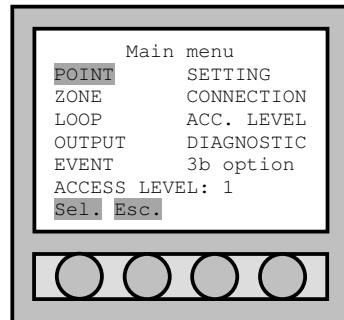 Main menu
POINT SETTING
ZONE CONNECTION
LOOP ACC. LEVEL
OUTPUT DIAGNOSTIC
EVENT 3b option
ACCESS LEVEL: 1
Sel. Esc.